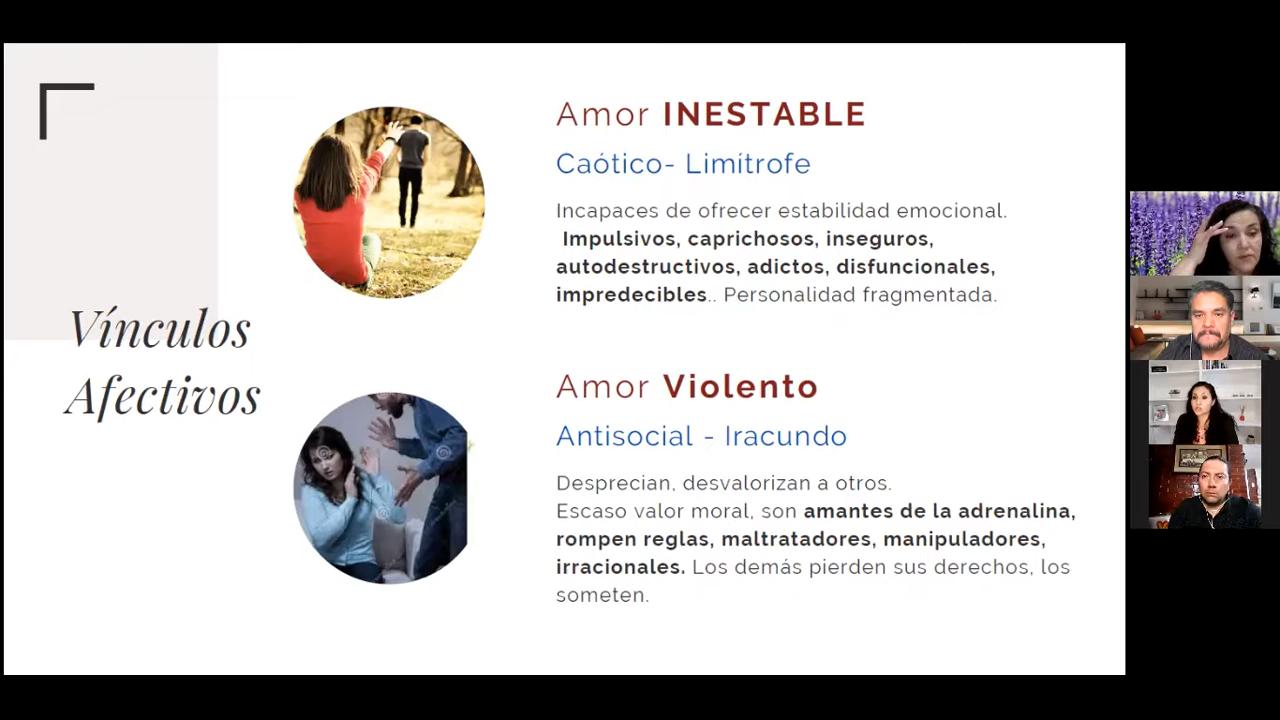 Vínculos
Afectivos
Amor INESTABLE
Caótico- Limítrofe
Incapaces de ofrecer estabilidad emocional.
Impulsivos, caprichosos, inseguros,
autodestructivos, adictos, disfuncionales,
impredecibles.. Personalidad fragmentada.
Amor Violento
Antisocial - Iracundo
Desprecian, desvalorizan a otros.
Escaso valor moral, son amantes de la adrenalina,
rompen reglas, maltratadores, manipuladores,
irracionales. Los demás pierden sus derechos, los
someten.